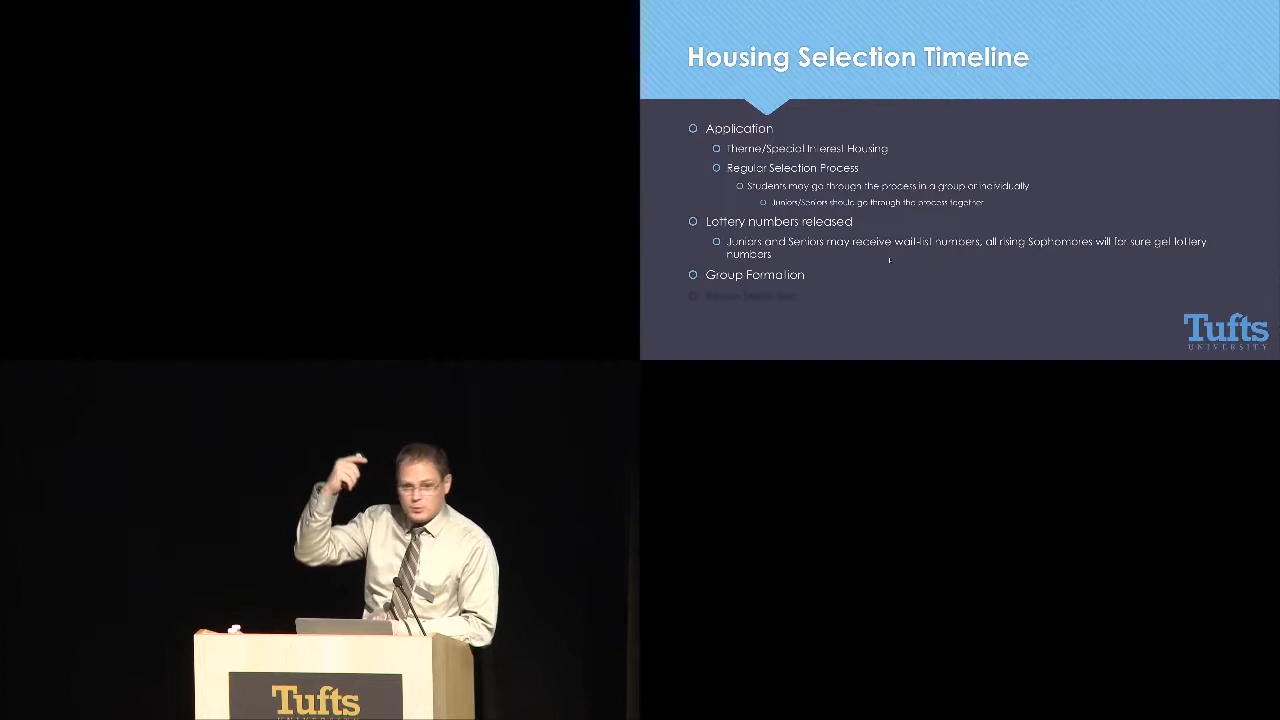 Housing Selection Timeline
Application
Theme/Special Interest Housing
Regular Selection Process
Students may go through the process in a group or individually
Juniors/Seniors should go through the process together
Lottery numbers released
Juniors and Seniors may receive wait-list numbers, all rising Sophomores will for sure get lottery
numbers
Group Formation
Tufts
UNIVERSITY
Tufts
UNIVERSITY